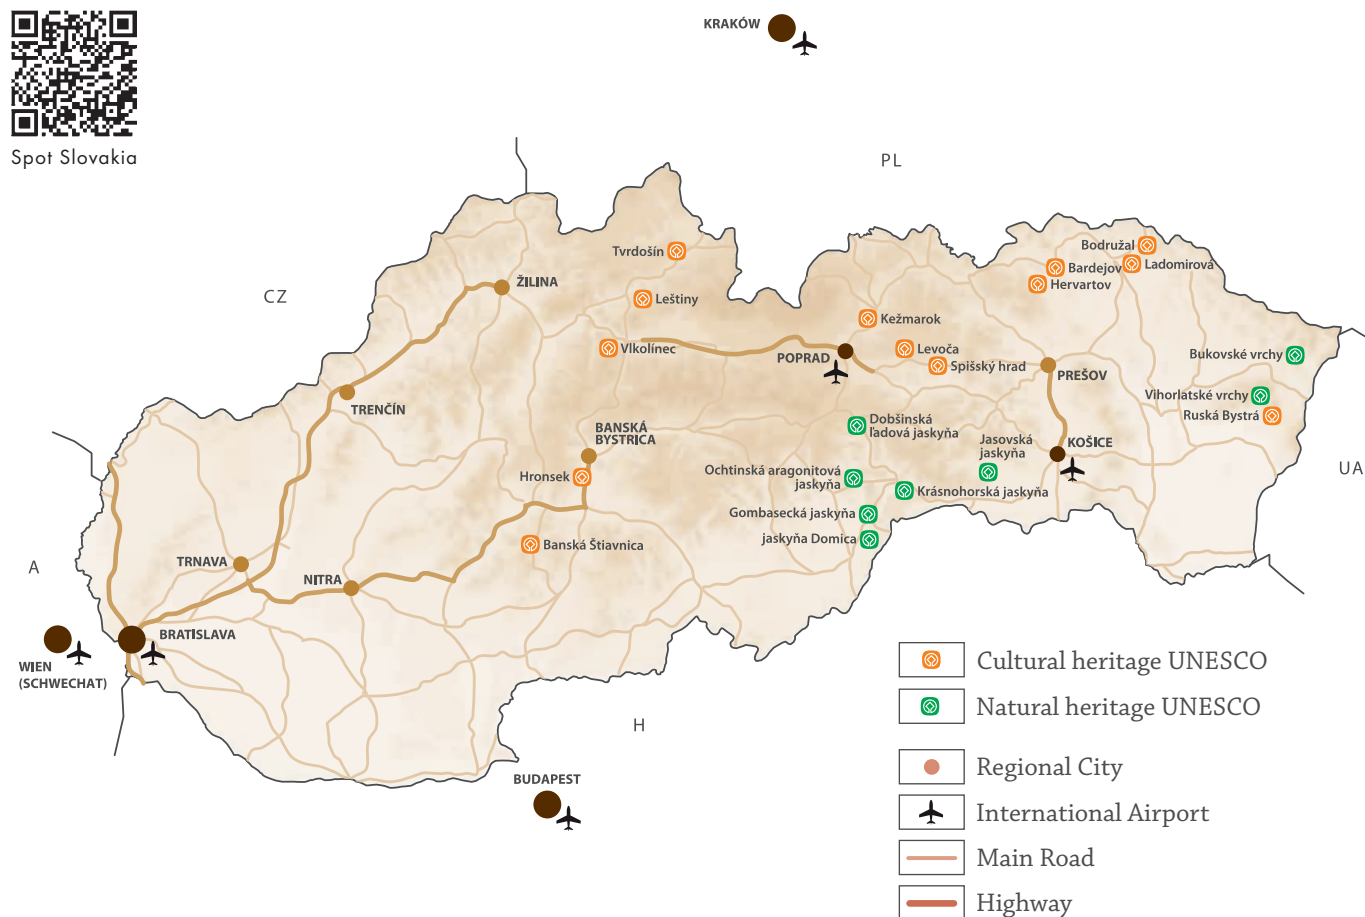 KRAKÓW
Spot Slovakia
PL
Tvrdošín
Bodružal
Bardejov
Ladomirová
Hervartov
CZ
ŽILINA
Leštiny
Kežmarok
Vlkolínec
POPRAD
Levoča
Spišský hrad
PREŠOV
Bukovské vrchy
TRENČÍN
Vihorlatské vrchy
Ruská Bystrá
BANSKÁ
BYSTRICA
Dobšinská
ľadová jaskyňa
Jasovská
jaskyňa
KOŠICE
UA
Hronsek
Ochtinská aragonitová
jaskyňa
Krásnohorská jaskyňa
Gombasecká jaskyňa
jaskyňa Domica
Banská Štiavnica
A
TRNAVA
NITRA
BRATISLAVA
WIEN
(SCHWECHAT)
H
BUDAPEST
Cultural heritage UNESCO
Natural heritage UNESCO
Regional City
International Airport
Main Road
Highway